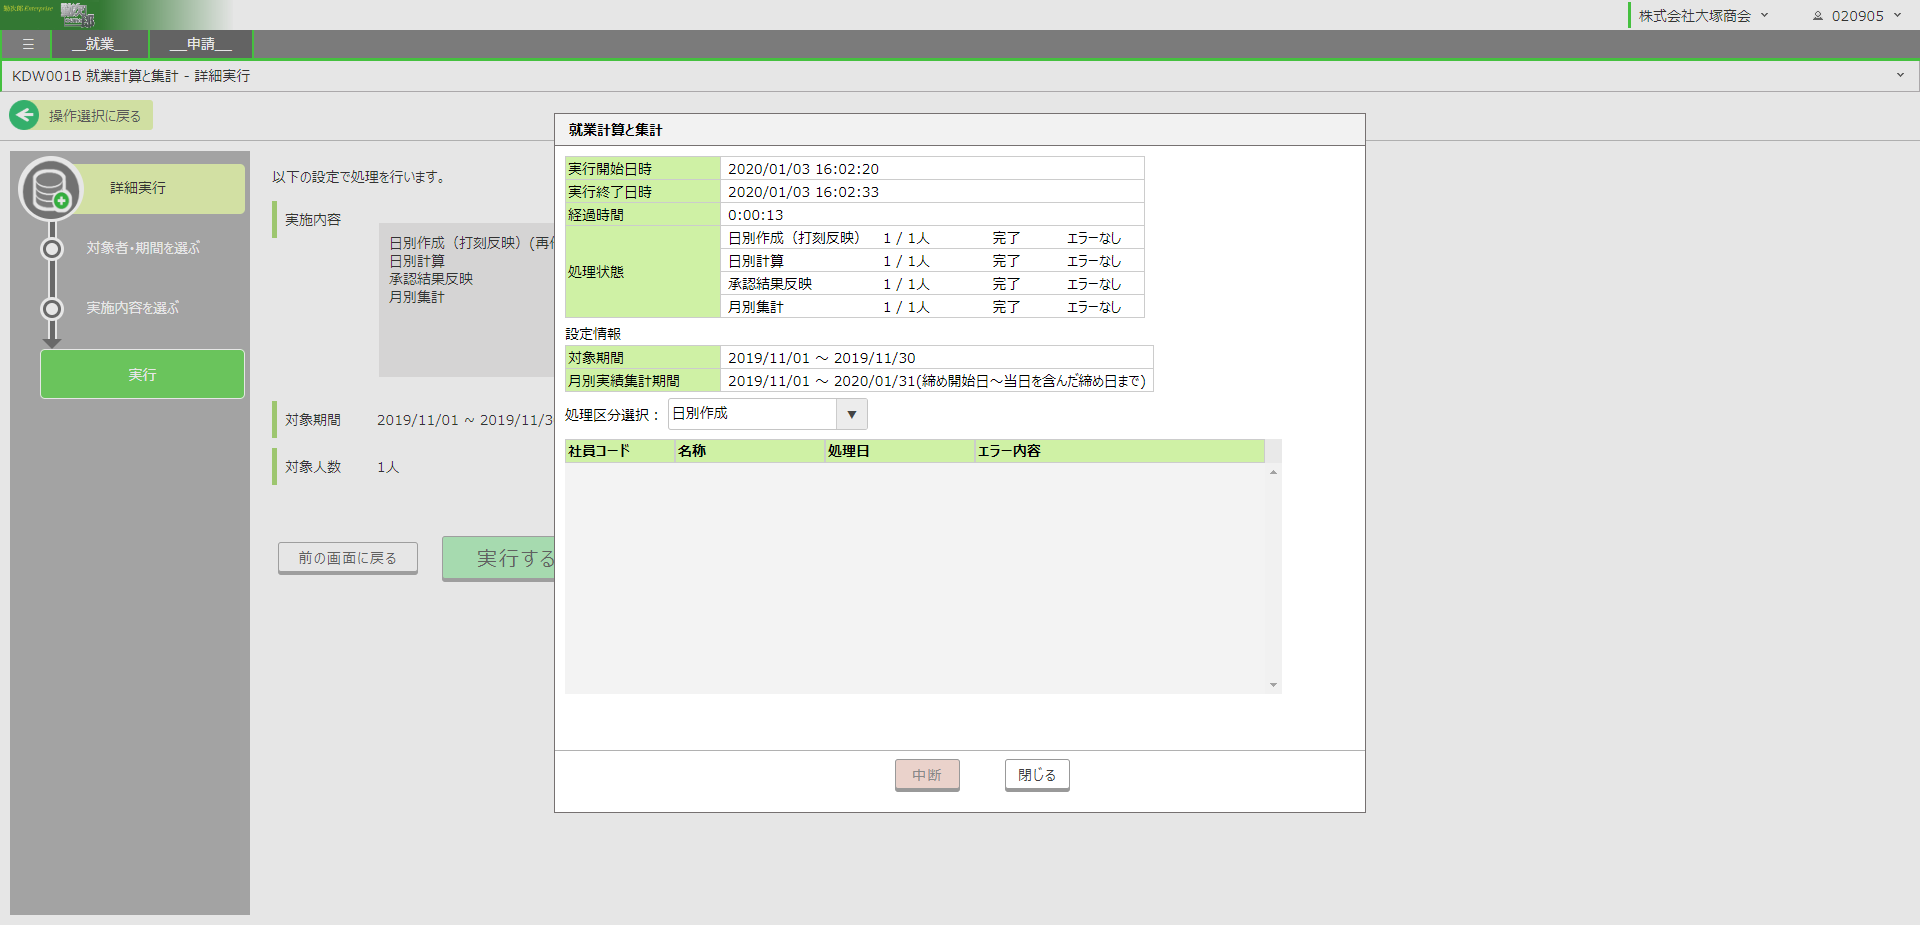 勤次郎 Enterprise
株式会社大塚商会
020905
__就業__
__申請__
KDW001B 就業計算と集計 - 詳細実行
操作選択に戻る
詳細実行
対象者・期間を選ぶ
実施内容を選ぶ
実行
以下の設定で処理を行います。
実施内容
日別作成（打刻反映）(再作
日別計算
承認結果反映
月別集計
対象期間 2019/11/01 ~ 2019/11/3
対象人数 1人
前の画面に戻る
実行する
就業計算と集計
実行開始日時 2020/01/03 16:02:20
実行終了日時 2020/01/03 16:02:33
経過時間 0:00:13
処理状態
日別作成（打刻反映） 1 / 1人 完了 エラーなし
日別計算 1 / 1人 完了 エラーなし
承認結果反映 1 / 1人 完了 エラーなし
月別集計 1 / 1人 完了 エラーなし
設定情報
対象期間 2019/11/01 ～ 2019/11/30
月別実績集計期間 2019/11/01 ～ 2020/01/31(締め開始日～当日を含んだ締め日まで)
処理区分選択： 日別作成
社員コード 名称 処理日 エラー内容
中断
閉じる